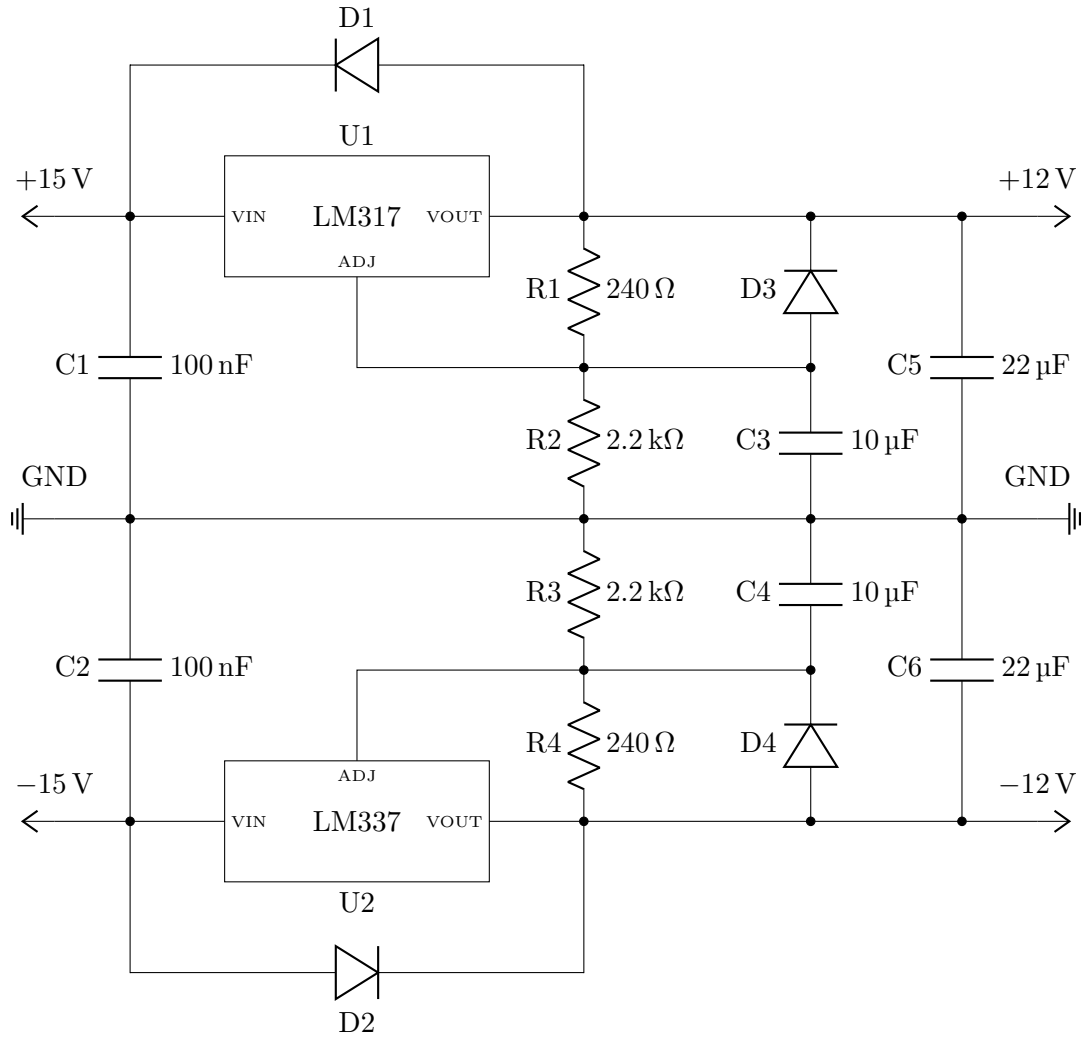 D1
U1
+15 V
VIN LM317 VOUT
ADJ
+12 V
R1 240 Ω
D3
C1 100 nF
C5 22 µF
R2 2.2 kΩ
C3 10 µF
GND
GND
R3 2.2 kΩ
C4 10 µF
C2 100 nF
C6 22 µF
R4 240 Ω
D4
−15 V
ADJ
VIN LM337 VOUT
−12 V
U2
D2